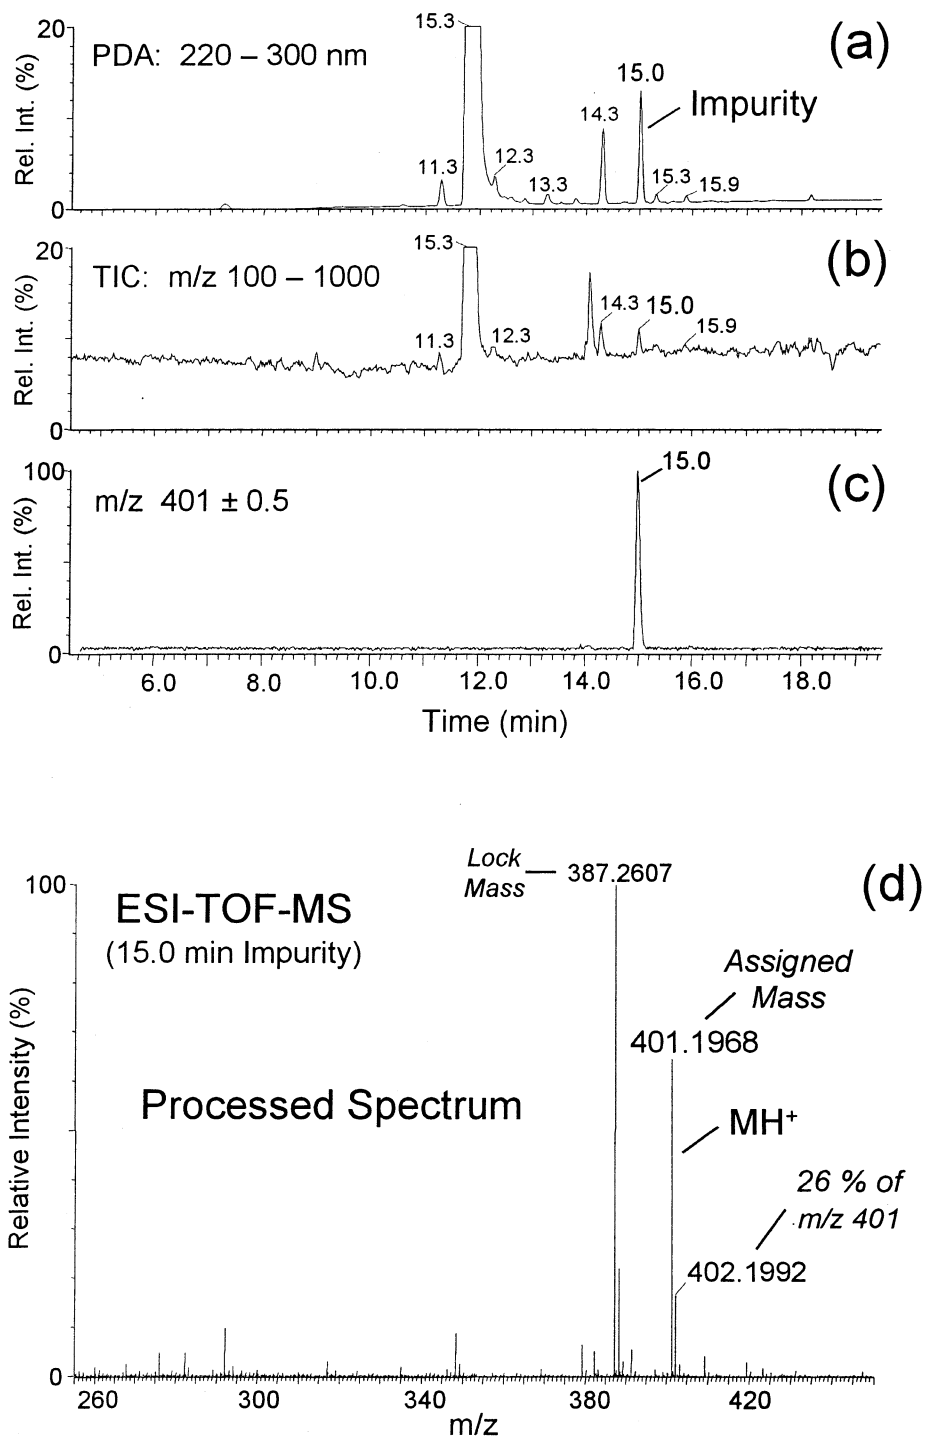 20
PDA: 220 – 300 nm
15.3
(a)
15.0
Impurity
14.3
11.3
12.3
13.3
15.3
15.9
0
Rel. Int. (%)
20
TIC: m/z 100 – 1000
15.3
(b)
14.3
15.0
15.9
11.3
12.3
10
0
Rel. Int. (%)
100
m/z 401 ± 0.5
15.0
(c)
0
Rel. Int. (%)
6.0 8.0 10.0 12.0 14.0 16.0 18.0
Time (min)
Lock
Mass
387.2607
(d)
100
ESI-TOF-MS
(15.0 min Impurity)
Assigned
Mass
401.1968
Processed Spectrum
MH+
26 % of
m/z 401
402.1992
0
Relative Intensity (%)
260 300 340 380 420
m/z
10